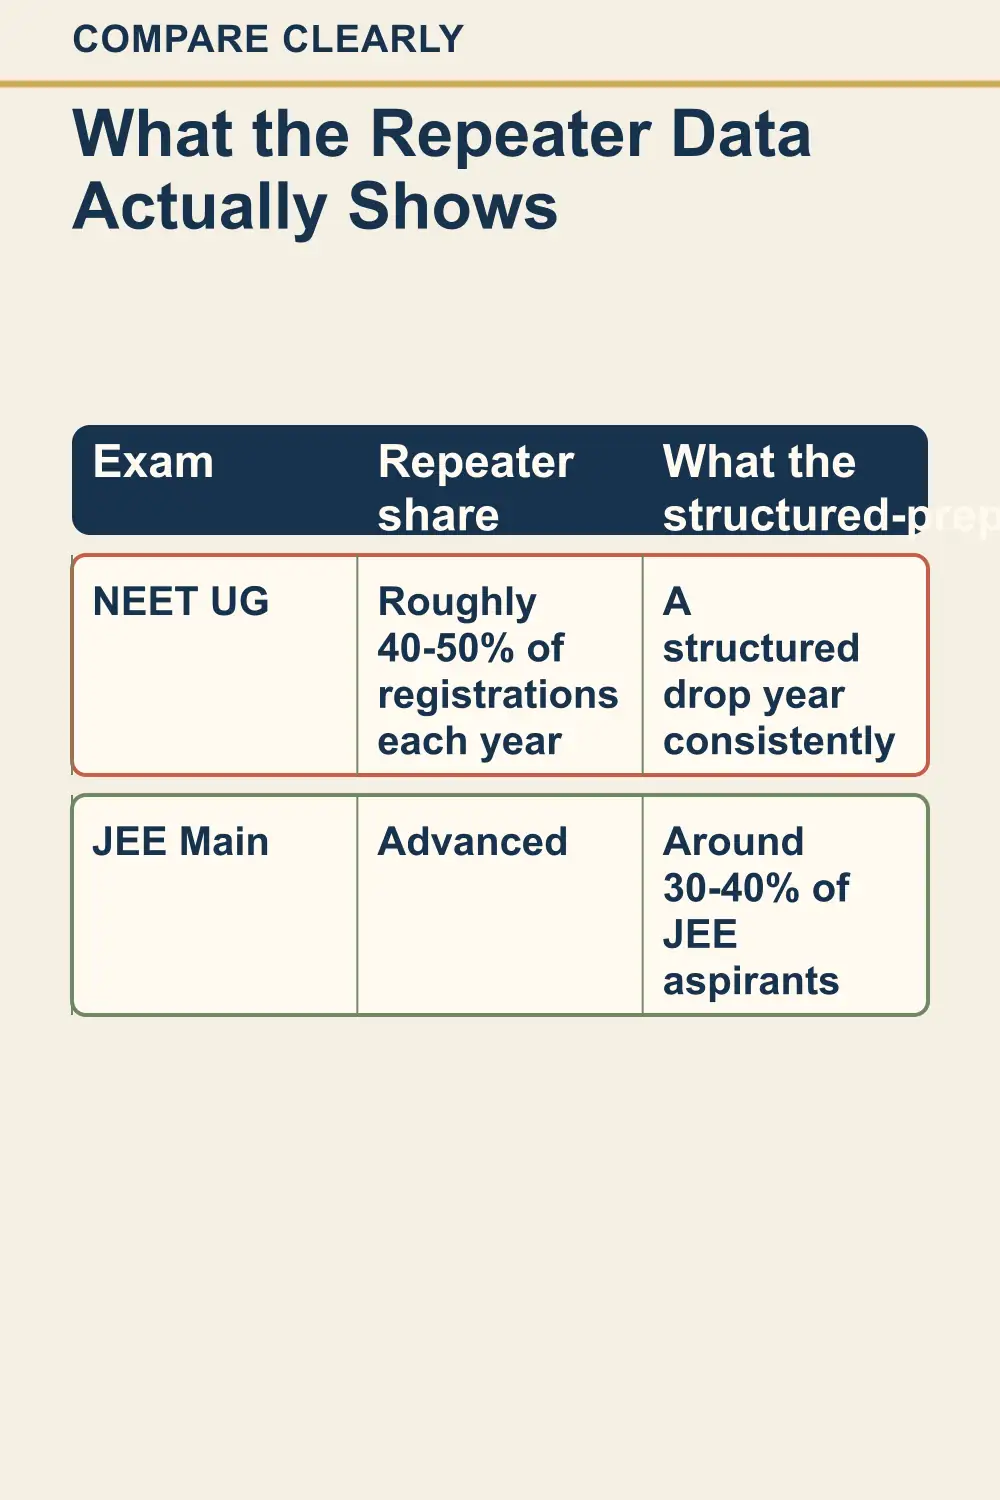 COMPARE CLEARLY
What the Repeater Data
Actually Shows
Exam
Repeater
share
What the
structured-prep
NEET UG
Roughly
40-50% of
registrations
each year
A
structured
drop year
consistently
JEE Main
Advanced
Around
30-40% of
JEE
aspirants